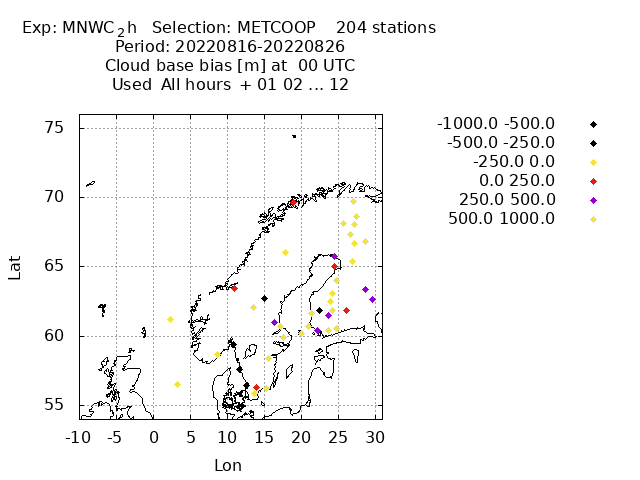 Exp: MNWC₂h   Selection: METCOOP    204 stations
Period: 20220816-20220826
Cloud base bias [m] at  00 UTC
Used  All hours  + 01 02 ... 12
-1000.0 -500.0
-500.0 -250.0
-250.0 0.0
0.0 250.0
250.0 500.0
500.0 1000.0
75
70
65
60
55
Lat
-10 -5 0 5 10 15 20 25 30
Lon